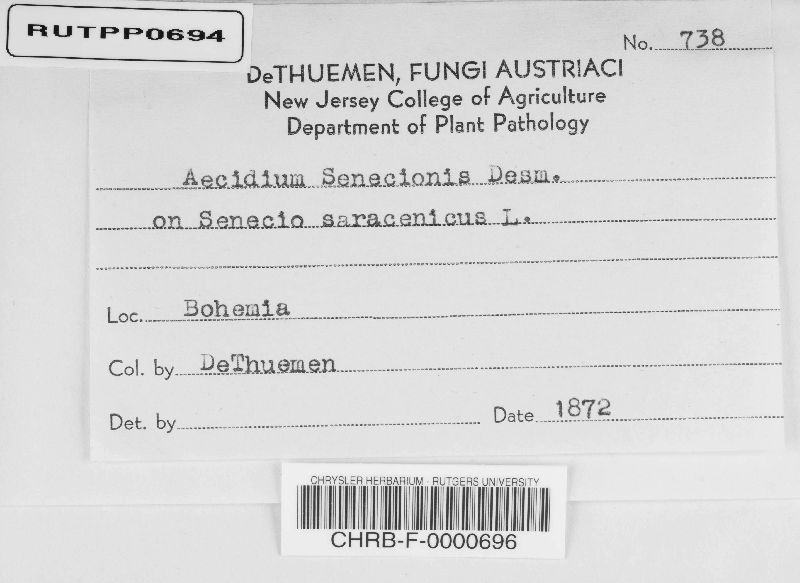 RUTPP0694
No. 738
DeTHUEMEN, FUNGI AUSTRIACI
New Jersey College of Agriculture
Department of Plant Pathology
Aecidium Senecionis Desm.
on Senecio saracenicus L.
Loc. Bohemia
Col. by DeThuemen
Det. by Date 1872
CHRYSLER HERBARIUM - RUTGERS UNIVERSITY
CHRB-F-0000696